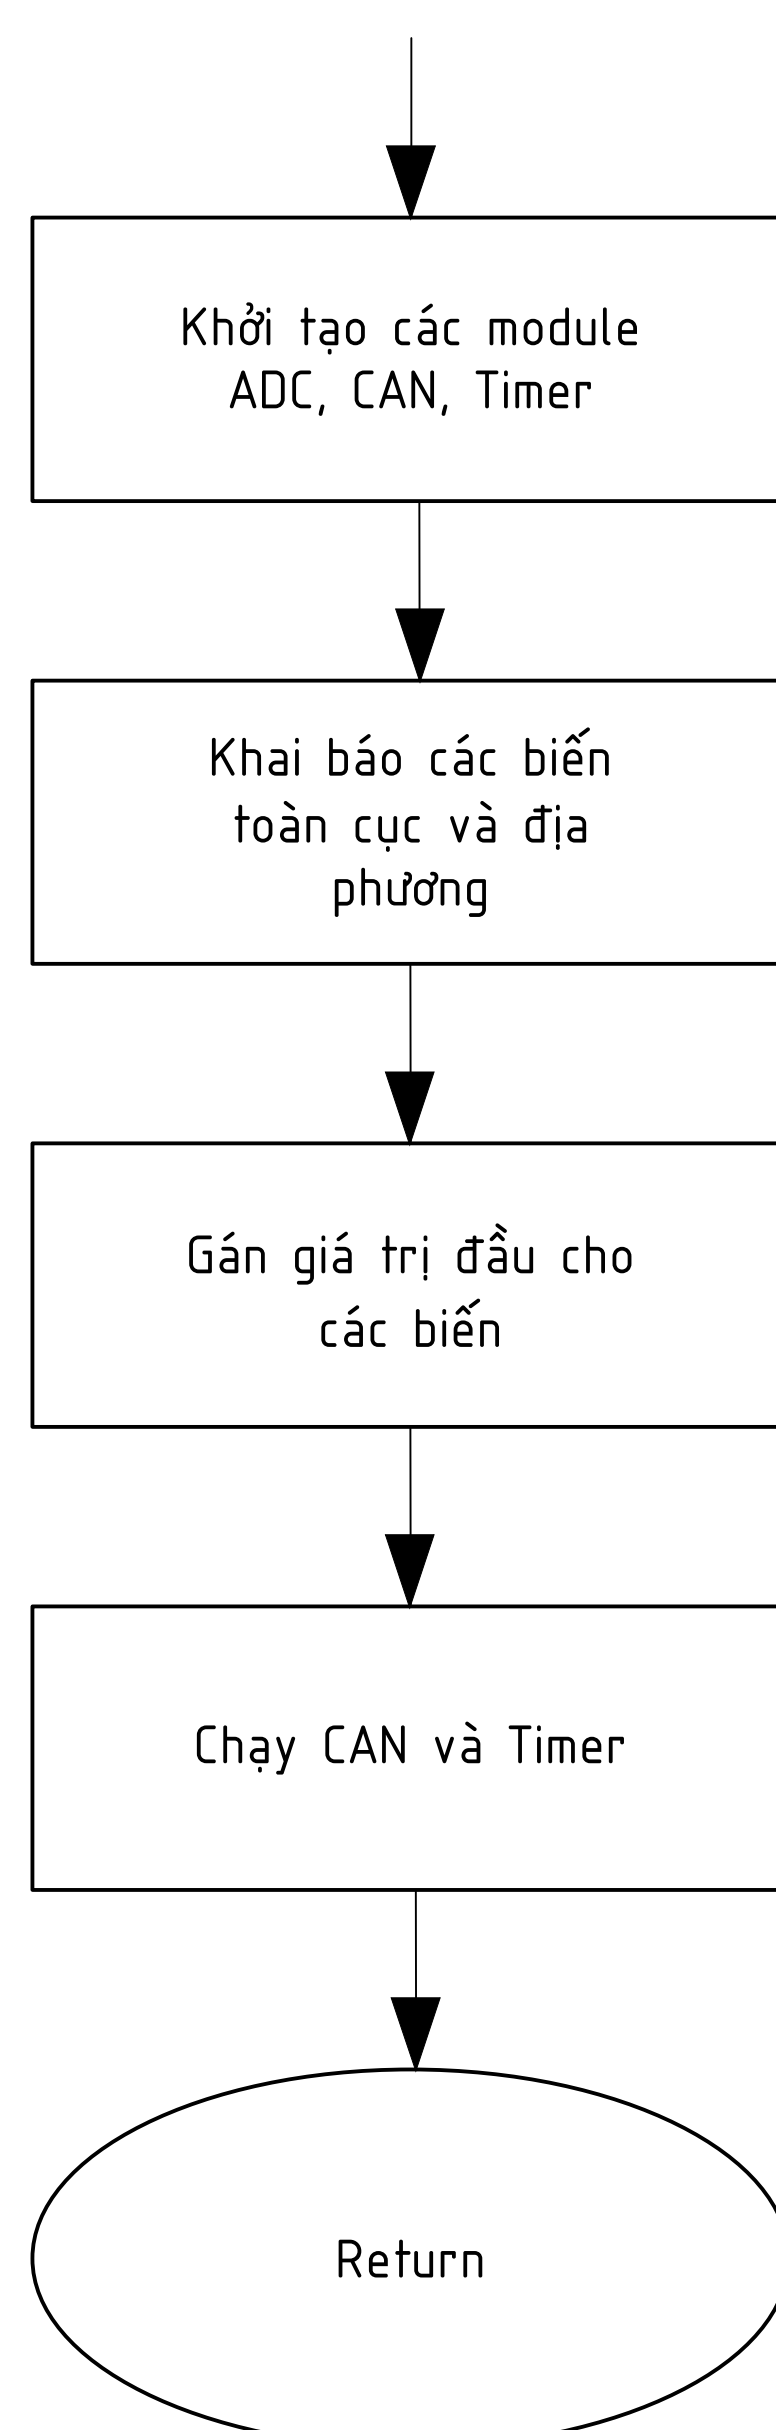 Khởi tạo các module
ADC, CAN, Timer
Khai báo các biến
toàn cục và địa
phương
Gán giá trị đầu cho
các biến
Chạy CAN và Timer
Return